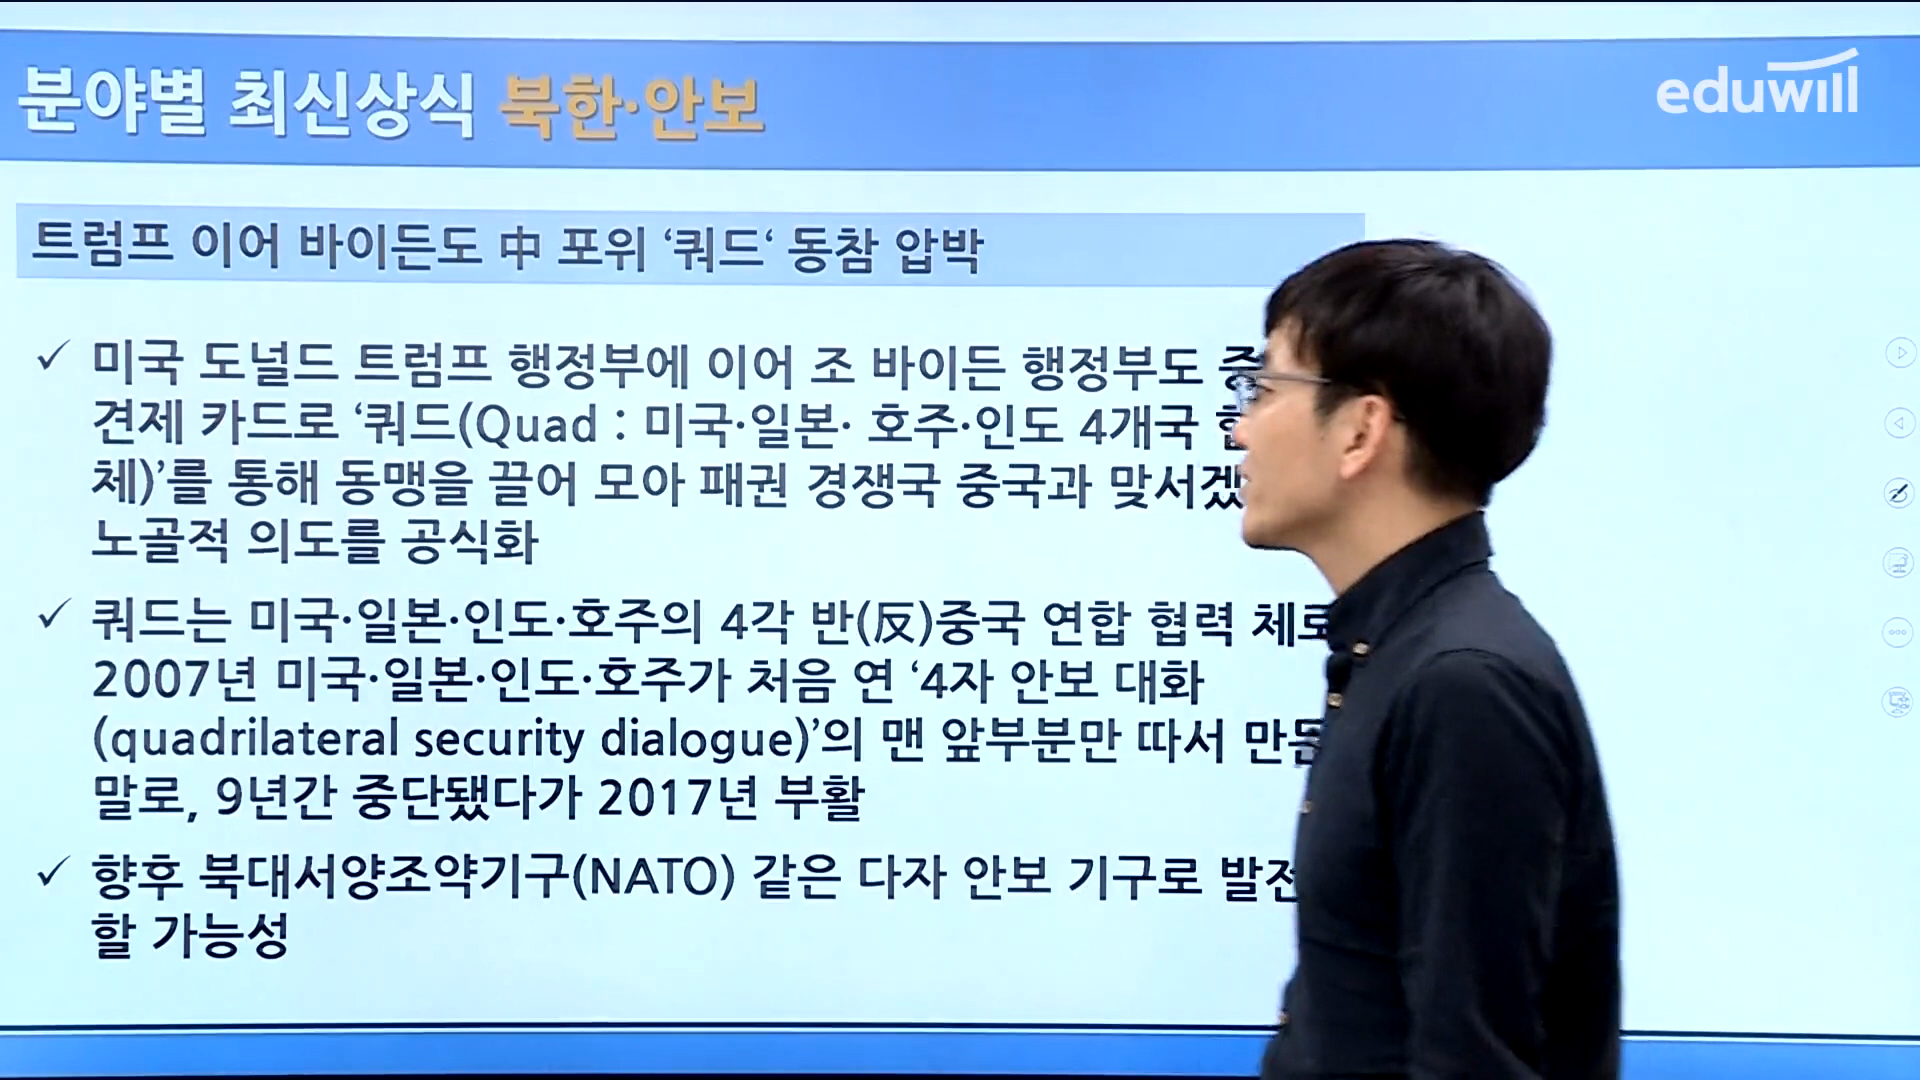 분야별 최신상식 북한·안보
eduwill
트럼프 이어 바이든도 中 포위 ‘쿼드‘ 동참 압박
✓ 미국 도널드 트럼프 행정부에 이어 조 바이든 행정부도
견제 카드로 ‘쿼드(Quad : 미국·일본· 호주·인도 4개국
체)’를 통해 동맹을 끌어 모아 패권 경쟁국 중국과 맞서겠
노골적 의도를 공식화
✓ 쿼드는 미국·일본·인도·호주의 4각 반(反)중국 연합 협력 체로
2007년 미국·일본·인도·호주가 처음 연 ‘4자 안보 대화
(quadrilateral security dialogue)’의 맨 앞부분만 따서 만든
말로, 9년간 중단됐다가 2017년 부활
✓ 향후 북대서양조약기구(NATO) 같은 다자 안보 기구로 발전
할 가능성